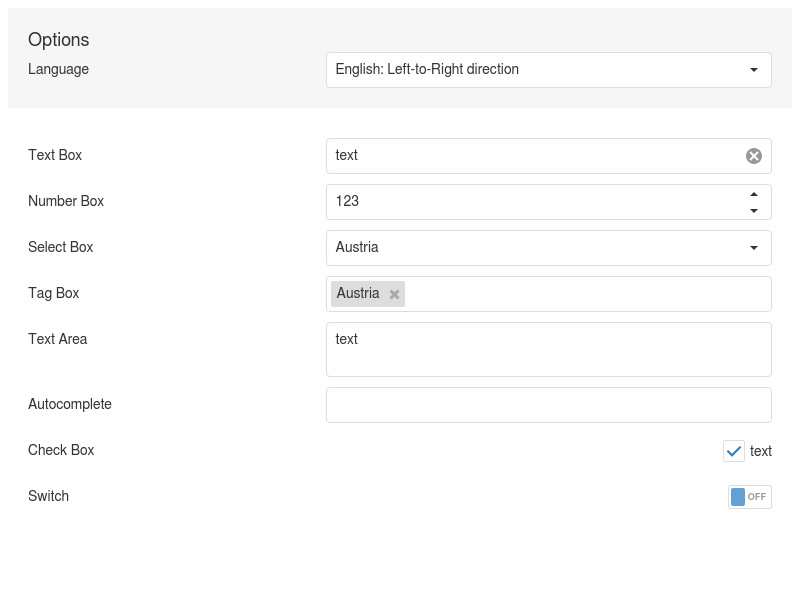 Options
Language English: Left-to-Right direction
Text Box text
Number Box 123
Select Box Austria
Tag Box Austria
Text Area text
Autocomplete
Check Box text
Switch OFF